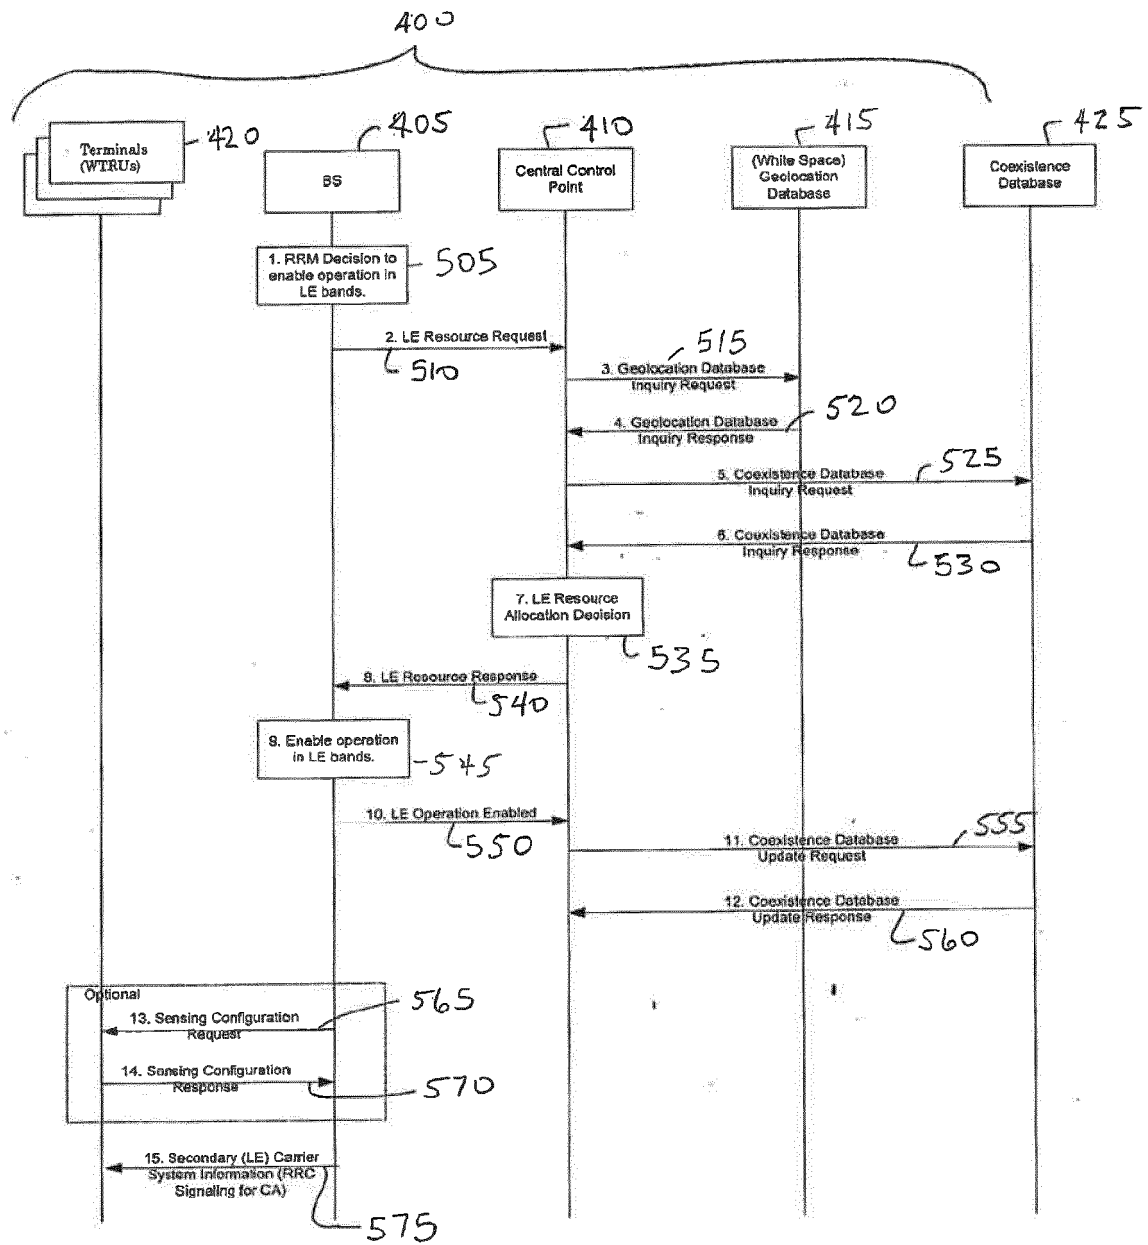 400
Terminals
(WTRUs)
420
BS
405
Central Control
Point
410
(White Space)
Geolocation
Database
415
Coexistence
Database
425
1. RRM Decision to
enable operation in
LE bands.
505
2. LE Resource Request
510
515
3. Geolocation Database
Inquiry Request
520
4. Geolocation Database
Inquiry Response
525
5. Coexistence Database
Inquiry Request
6. Coexistence Database
Inquiry Response
530
7. LE Resource
Allocation Decision
535
8. LE Resource Response
540
9. Enable operation
in LE bands.
545
10. LE Operation Enabled
550
555
11. Coexistence Database
Update Request
12. Coexistence Database
Update Response
560
Optional
565
13. Sensing Configuration
Request
14. Sensing Configuration
Response
570
15. Secondary (LE) Carrier
System Information (RRC
Signaling for CA)
575